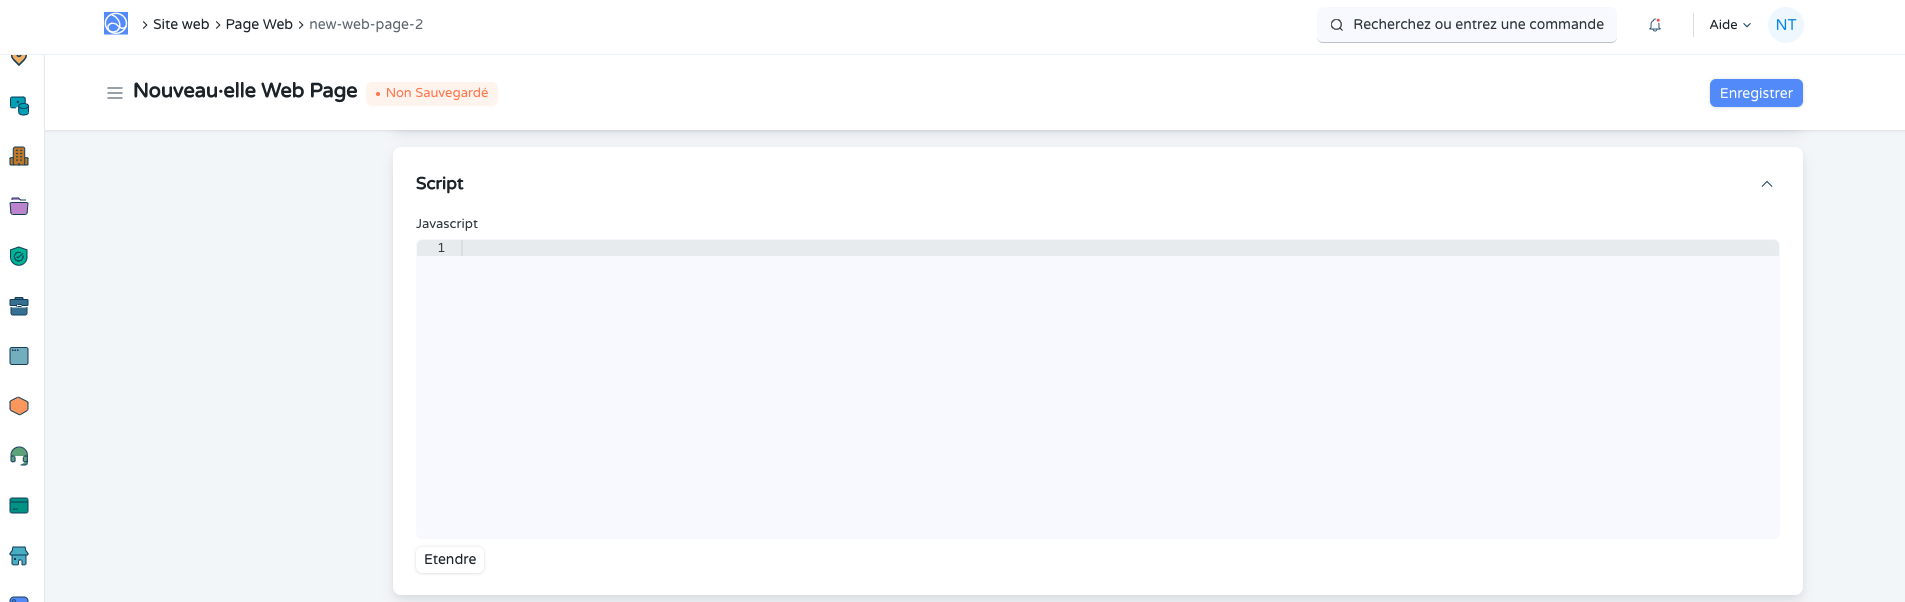 Site web Page Web new-web-page-2
Recherchez ou entrez une commande
Aide
NT
Nouveau·elle Web Page
Non Sauvegardé
Enregistrer
Script
Javascript
1
Etendre